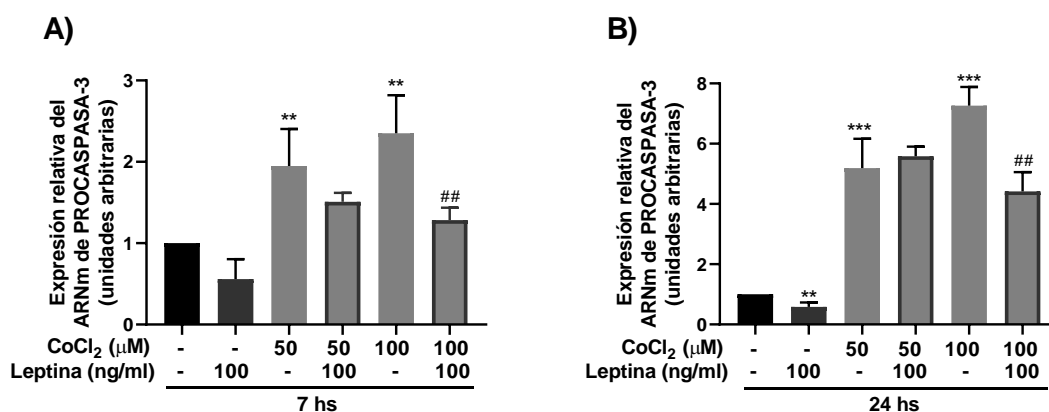 A)
Expresión relativa del
ARNm de PROCASPASA-3
(unidades arbitrarias)
3
2
1
0
**
**
##
CoCl2 (μM) - - 50 50 100 100
Leptina (ng/ml) - 100 - 100 - 100
7 hs
B)
Expresión relativa del
ARNm de PROCASPASA-3
(unidades arbitrarias)
8
6
4
2
0
**
***
***
##
CoCl2 (μM) - - 50 50 100 100
Leptina (ng/ml) - 100 - 100 - 100
24 hs